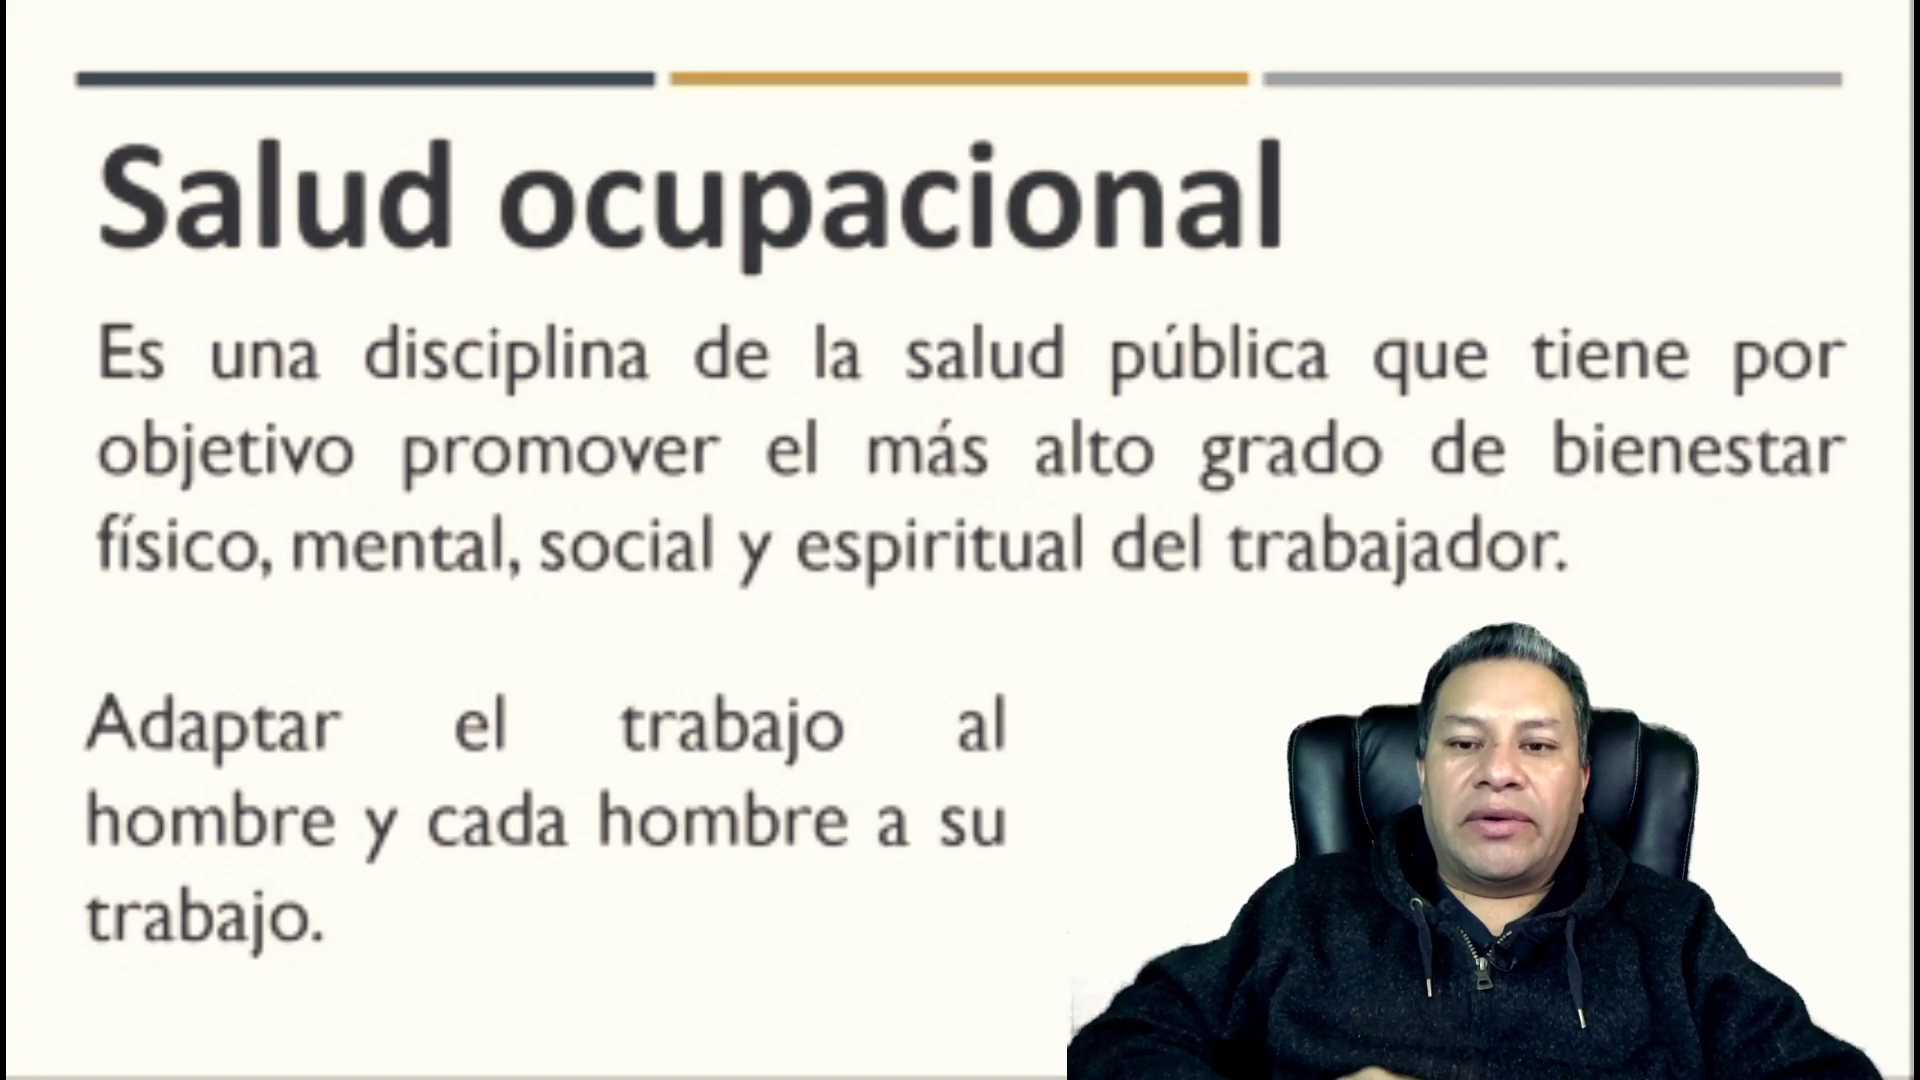 Salud ocupacional
Es una disciplina de la salud pública que tiene por
objetivo promover el más alto grado de bienestar
físico, mental, social y espiritual del trabajador.
Adaptar el trabajo al
hombre y cada hombre a su
trabajo.